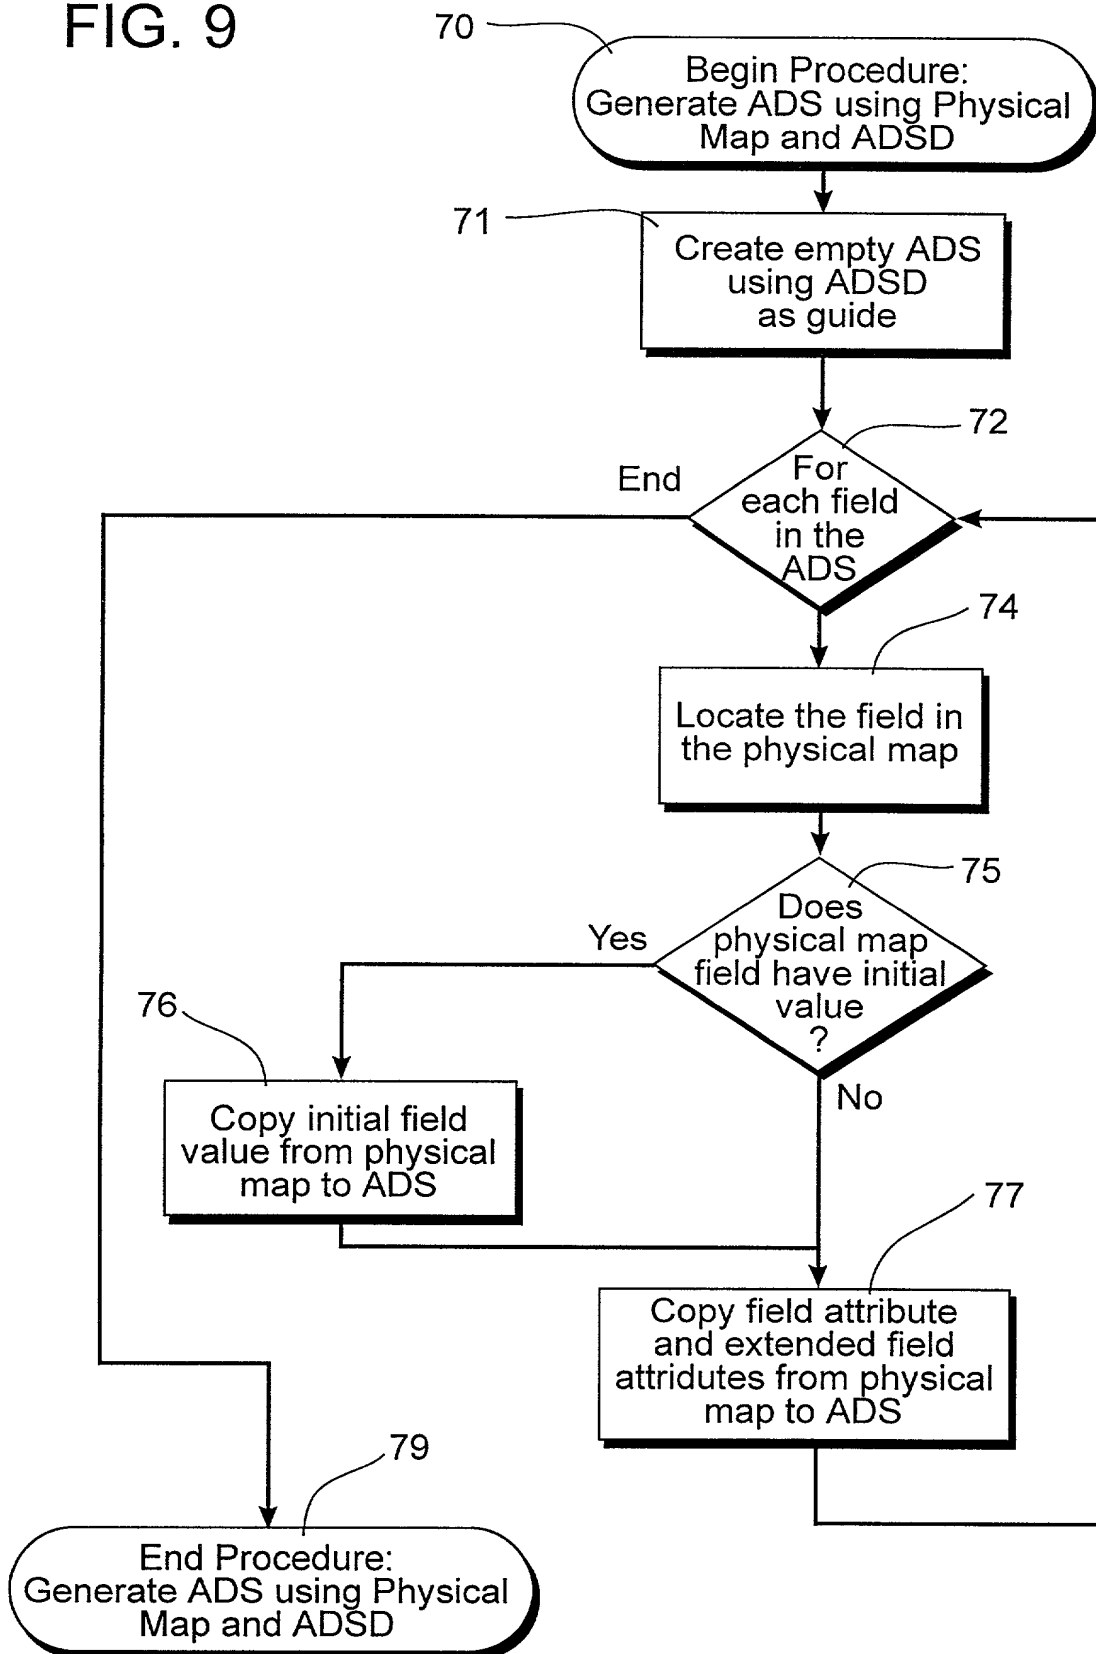 FIG. 9
70
Begin Procedure:
Generate ADS using Physical
Map and ADSD
71
Create empty ADS
using ADSD
as guide
72
End
For
each field
in the
ADS
74
Locate the field in
the physical map
75
Yes
Does
physical map
field have initial
value
?
No
76
Copy initial field
value from physical
map to ADS
77
Copy field attribute
and extended field
attridutes from physical
map to ADS
79
End Procedure:
Generate ADS using Physical
Map and ADSD